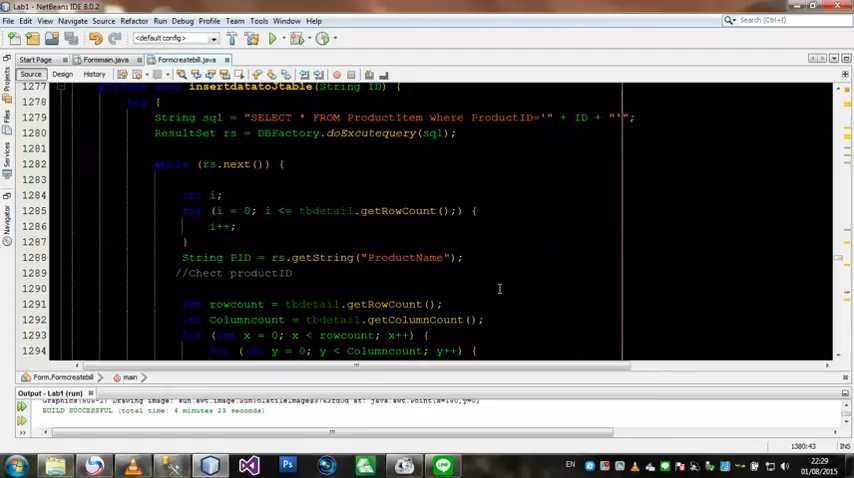 Lab1 - NetBeans IDE 8.0.2
File Edit View Navigate Source Refactor Run Debug Profile Team Tools Window Help
Search (Ctrl+I)
<default config>
Start Page Formmain.java Formcreatebill.java
Source Design History
Projects
Files
Services
Navigator
1277 insertdatatoJtable(String ID) {
1278 try {
1279 String sql = "SELECT * FROM ProductItem where ProductID='" + ID + "'";
1280 ResultSet rs = DBFactory.doExcutequery(sql);
1281
1282 while (rs.next()) {
1283
1284 int i;
1285 for (i = 0; i <= tbdetail.getRowCount();) {
1286 i++;
1287 }
1288 String PID = rs.getString("ProductName");
1289 //Chect productID
1290
1291 int rowcount = tbdetail.getRowCount();
1292 int Columncount = tbdetail.getColumnCount();
1293 for (int x = 0; x < rowcount; x++) {
1294 for (int y = 0; y < Columncount; y++) {
Form.Formcreatebill main
Output - Lab1 (run)
BUILD SUCCESSFUL (total time: 4 minutes 23 seconds)
1380:43 INS
EN
22:29
01/08/2015